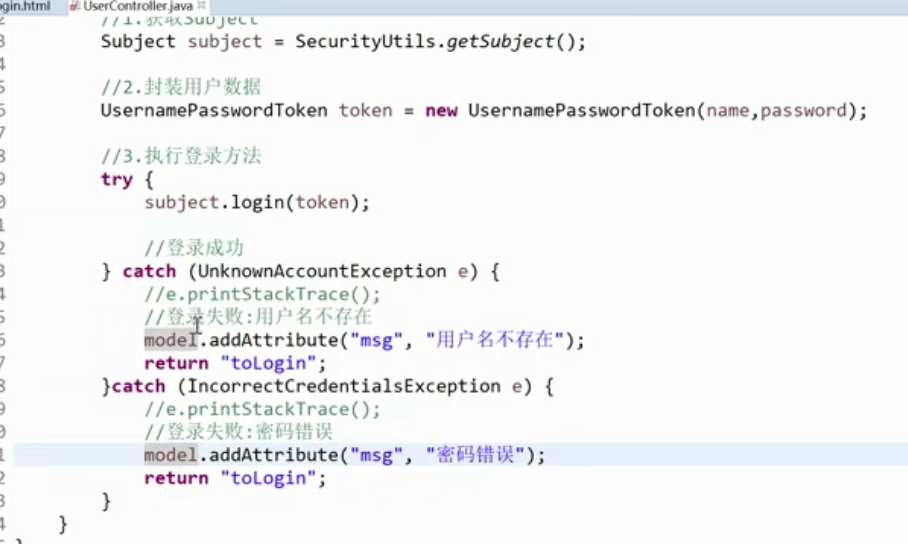 ogin.html UserController.java
2 //1.获取Subject
3 Subject subject = SecurityUtils.getSubject();
4
5 //2.封装用户数据
6 UsernamePasswordToken token = new UsernamePasswordToken(name,password);
7
8 //3.执行登录方法
9 try {
0 subject.login(token);
1
2 //登录成功
3 } catch (UnknownAccountException e) {
4 //e.printStackTrace();
5 //登录失败:用户名不存在
6 model.addAttribute("msg", "用户名不存在");
7 return "toLogin";
8 }catch (IncorrectCredentialsException e) {
9 //e.printStackTrace();
0 //登录失败:密码错误
1 model.addAttribute("msg", "密码错误");
2 return "toLogin";
3 }
4 }